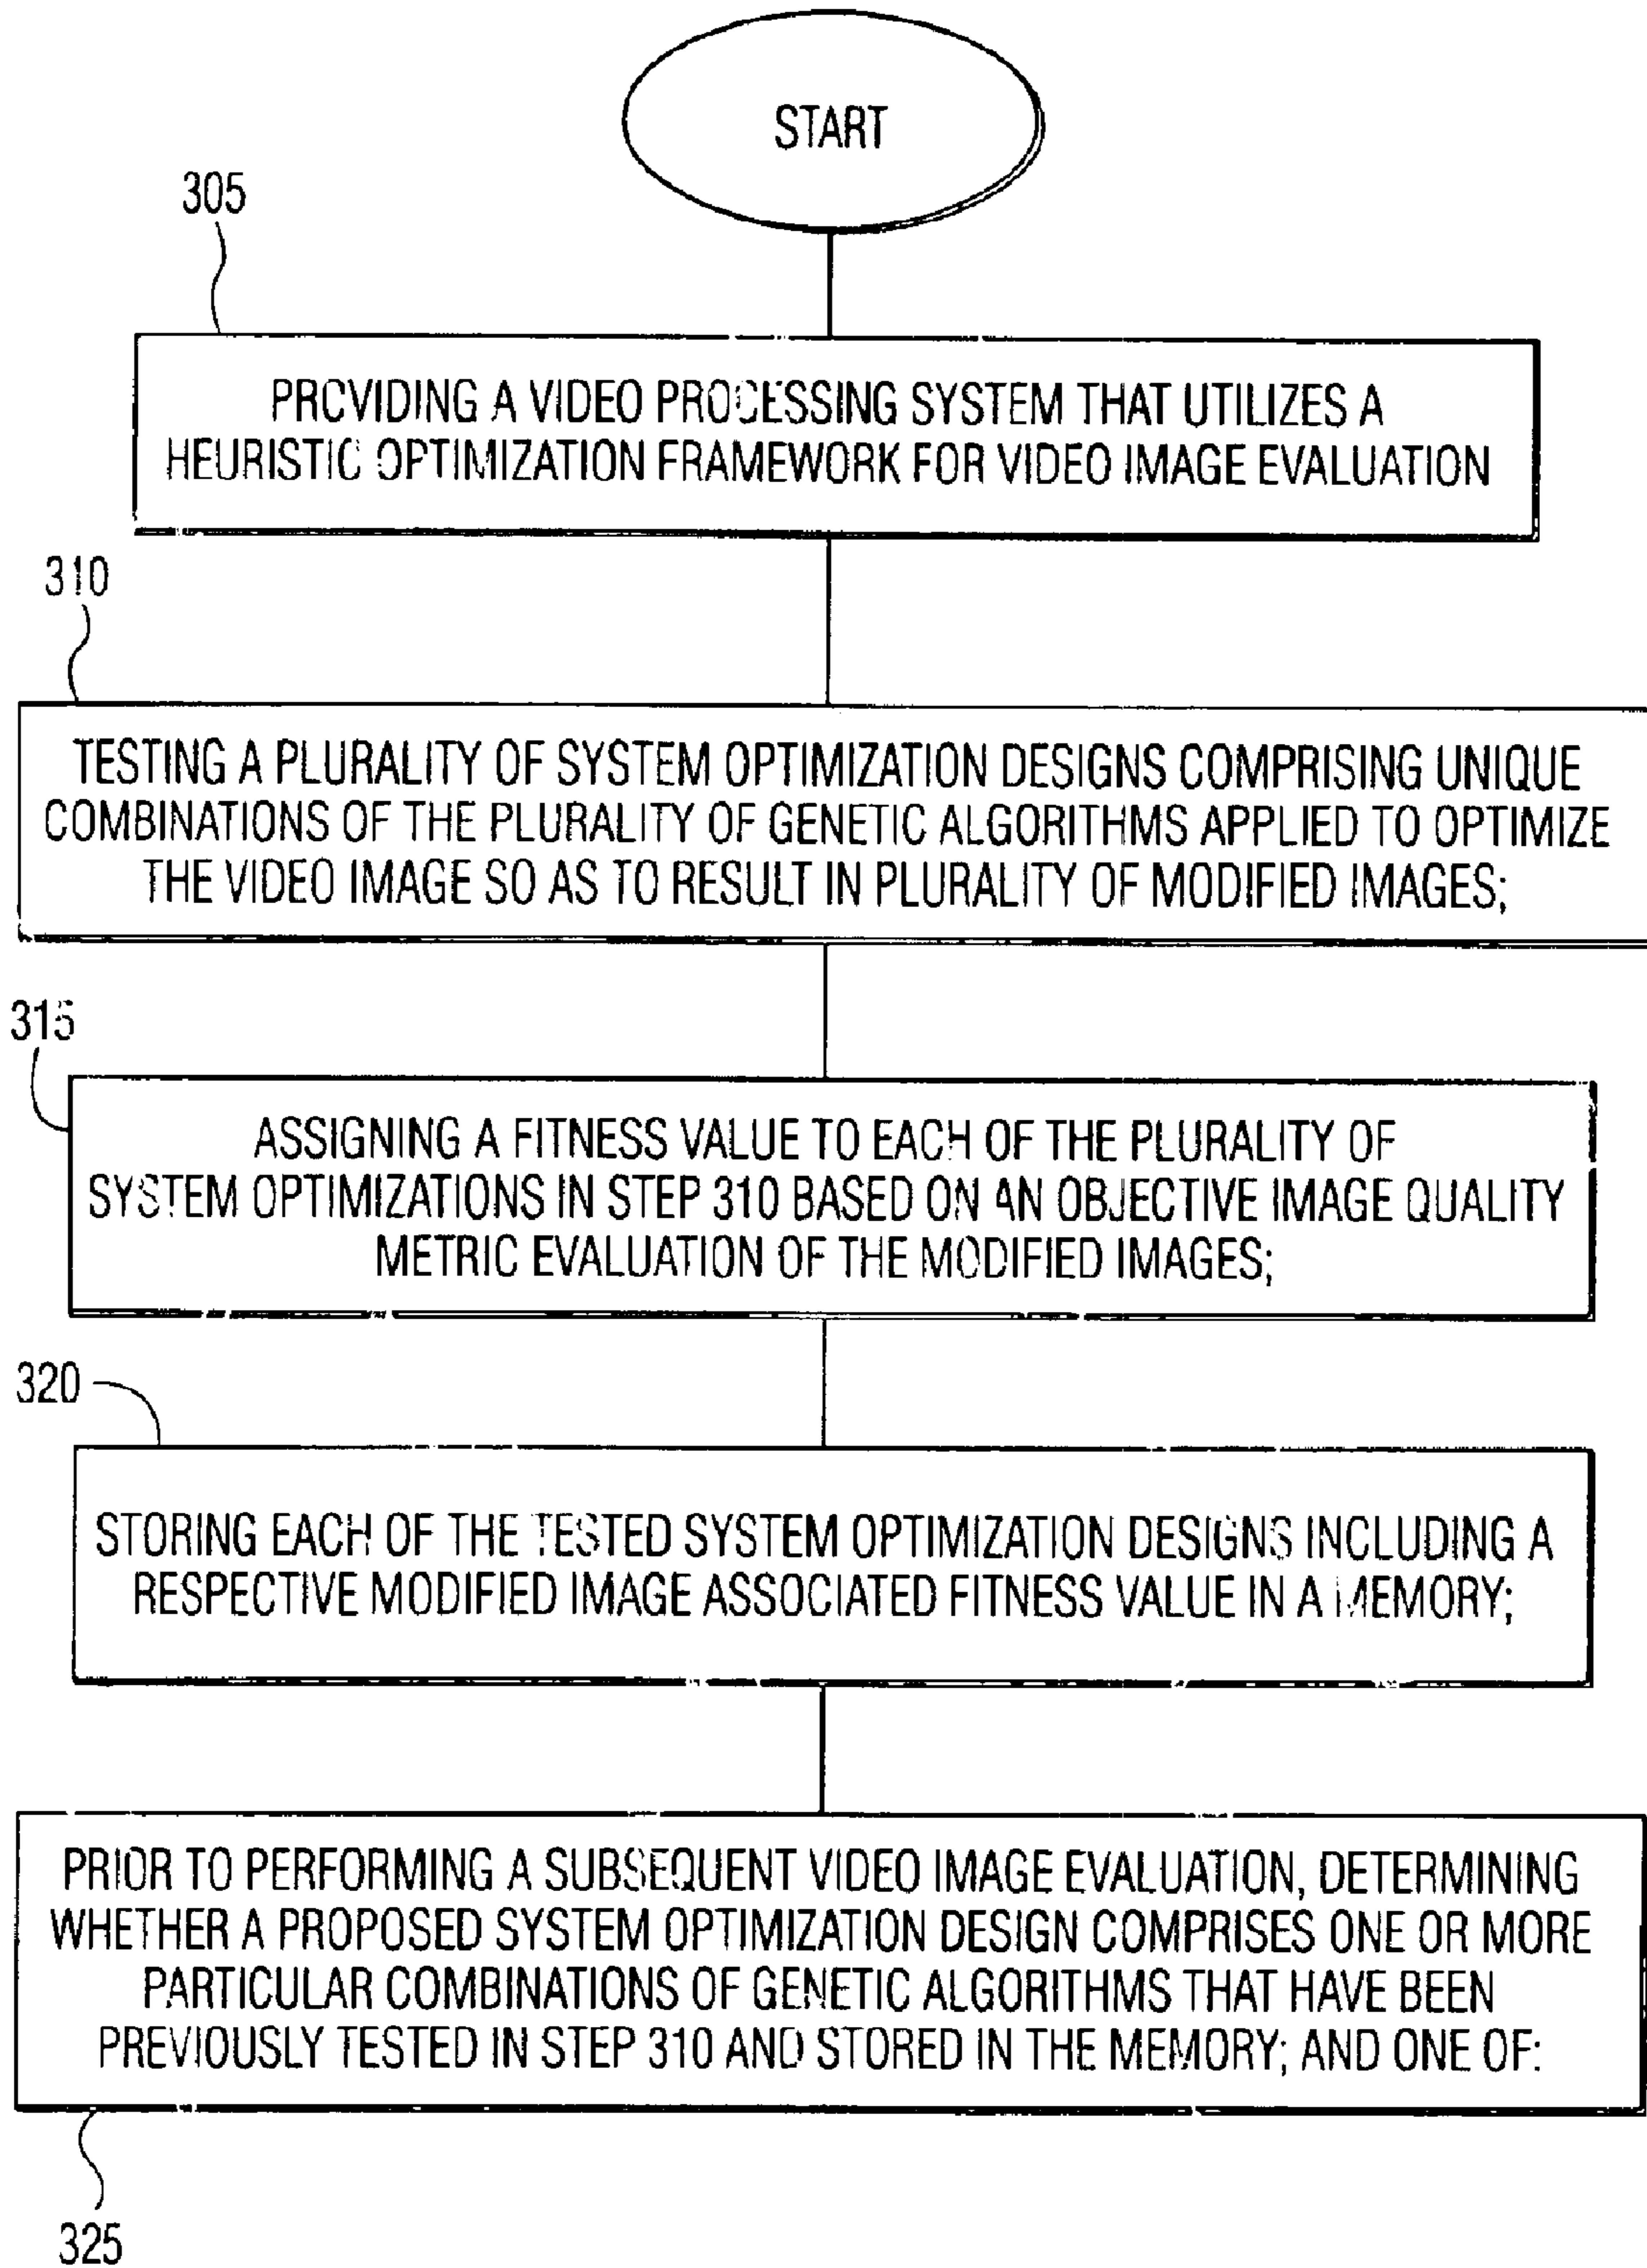 START
305
PROVIDING A VIDEO PROCESSING SYSTEM THAT UTILIZES A
HEURISTIC OPTIMIZATION FRAMEWORK FOR VIDEO IMAGE EVALUATION
310
TESTING A PLURALITY OF SYSTEM OPTIMIZATION DESIGNS COMPRISING UNIQUE
COMBINATIONS OF THE PLURALITY OF GENETIC ALGORITHMS APPLIED TO OPTIMIZE
THE VIDEO IMAGE SO AS TO RESULT IN PLURALITY OF MODIFIED IMAGES;
315
ASSIGNING A FITNESS VALUE TO EACH OF THE PLURALITY OF
SYSTEM OPTIMIZATIONS IN STEP 310 BASED ON AN OBJECTIVE IMAGE QUALITY
METRIC EVALUATION OF THE MODIFIED IMAGES;
320
STORING EACH OF THE TESTED SYSTEM OPTIMIZATION DESIGNS INCLUDING A
RESPECTIVE MODIFIED IMAGE ASSOCIATED FITNESS VALUE IN A MEMORY;
PRIOR TO PERFORMING A SUBSEQUENT VIDEO IMAGE EVALUATION, DETERMINING
WHETHER A PROPOSED SYSTEM OPTIMIZATION DESIGN COMPRISES ONE OR MORE
PARTICULAR COMBINATIONS OF GENETIC ALGORITHMS THAT HAVE BEEN
PREVIOUSLY TESTED IN STEP 310 AND STORED IN THE MEMORY; AND ONE OF:
325